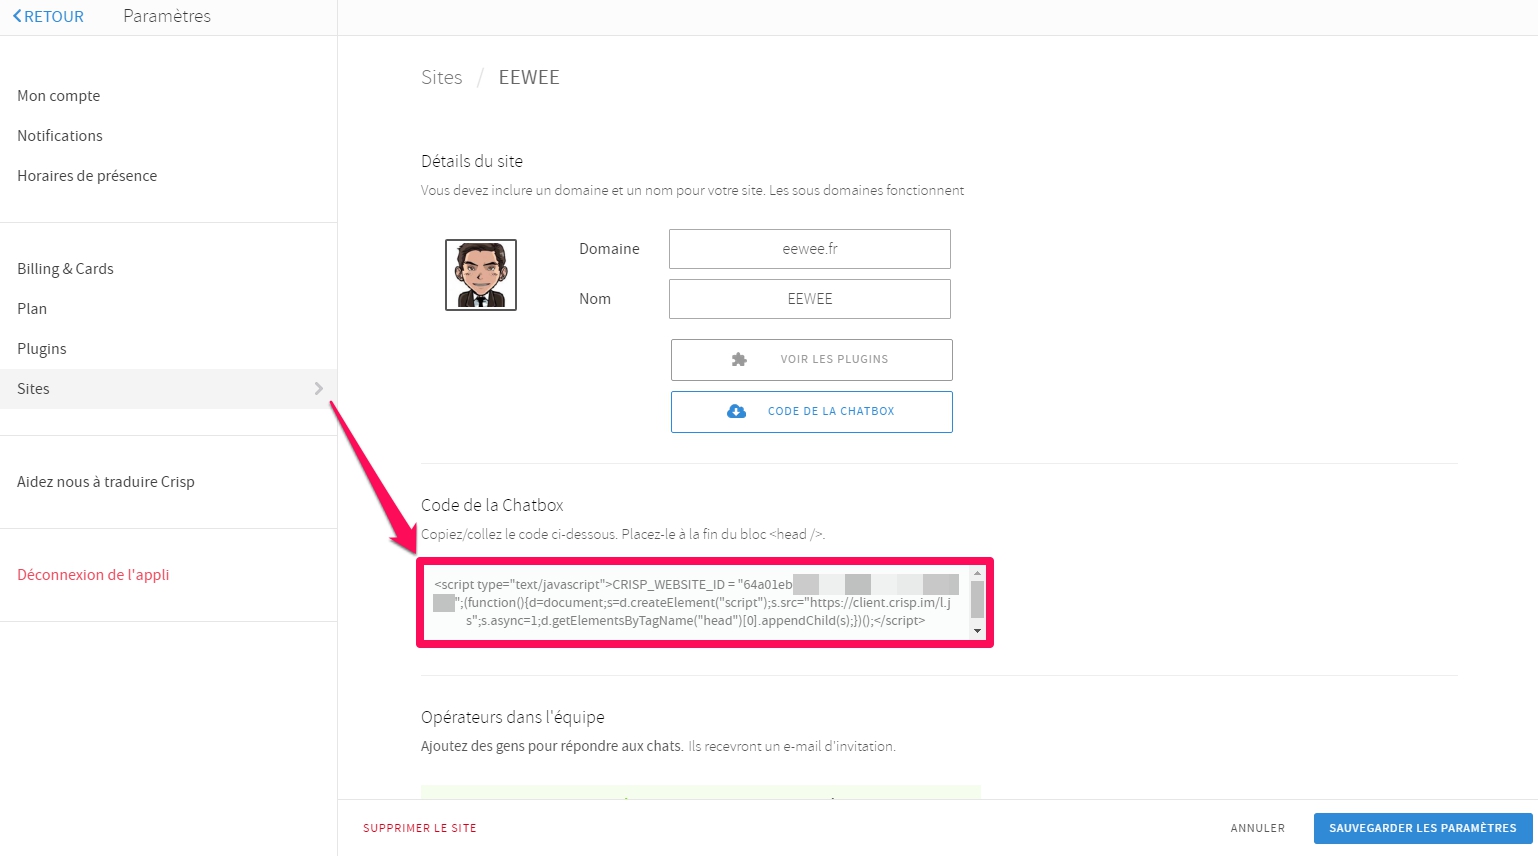 RETOUR
Paramètres
Mon compte
Notifications
Horaires de présence
Billing & Cards
Plan
Plugins
Sites
Aidez nous à traduire Crisp
Déconnexion de l'appli
Sites / EEWEE
Détails du site
Vous devez inclure un domaine et un nom pour votre site. Les sous domaines fonctionnent
Domaine
eewee.fr
Nom
EEWEE
VOIR LES PLUGINS
CODE DE LA CHATBOX
Code de la Chatbox
Copiez/collez le code ci-dessous. Placez-le à la fin du bloc <head />.
<script type="text/javascript">CRISP_WEBSITE_ID = "64a01eb
";(function(){d=document;s=d.createElement("script");s.src="https://client.crisp.im/l.j
s";s.async=1;d.getElementsByTagName("head")[0].appendChild(s);})();</script>
Opérateurs dans l'équipe
Ajoutez des gens pour répondre aux chats. Ils recevront un e-mail d'invitation.
SUPPRIMER LE SITE
ANNULER
SAUVEGARDER LES PARAMÈTRES